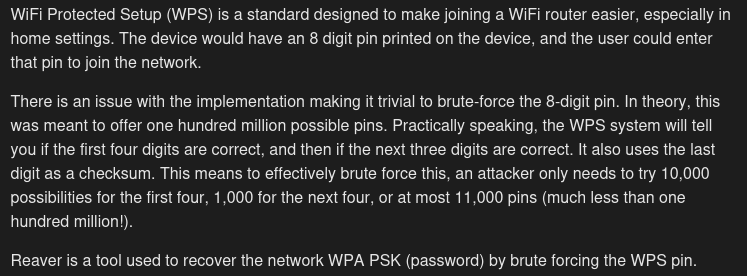 WiFi Protected Setup (WPS) is a standard designed to make joining a WiFi router easier, especially in
home settings. The device would have an 8 digit pin printed on the device, and the user could enter
that pin to join the network.
There is an issue with the implementation making it trivial to brute-force the 8-digit pin. In theory, this
was meant to offer one hundred million possible pins. Practically speaking, the WPS system will tell
you if the first four digits are correct, and then if the next three digits are correct. It also uses the last
digit as a checksum. This means to effectively brute force this, an attacker only needs to try 10,000
possibilities for the first four, 1,000 for the next four, or at most 11,000 pins (much less than one
hundred million!).
Reaver is a tool used to recover the network WPA PSK (password) by brute forcing the WPS pin.